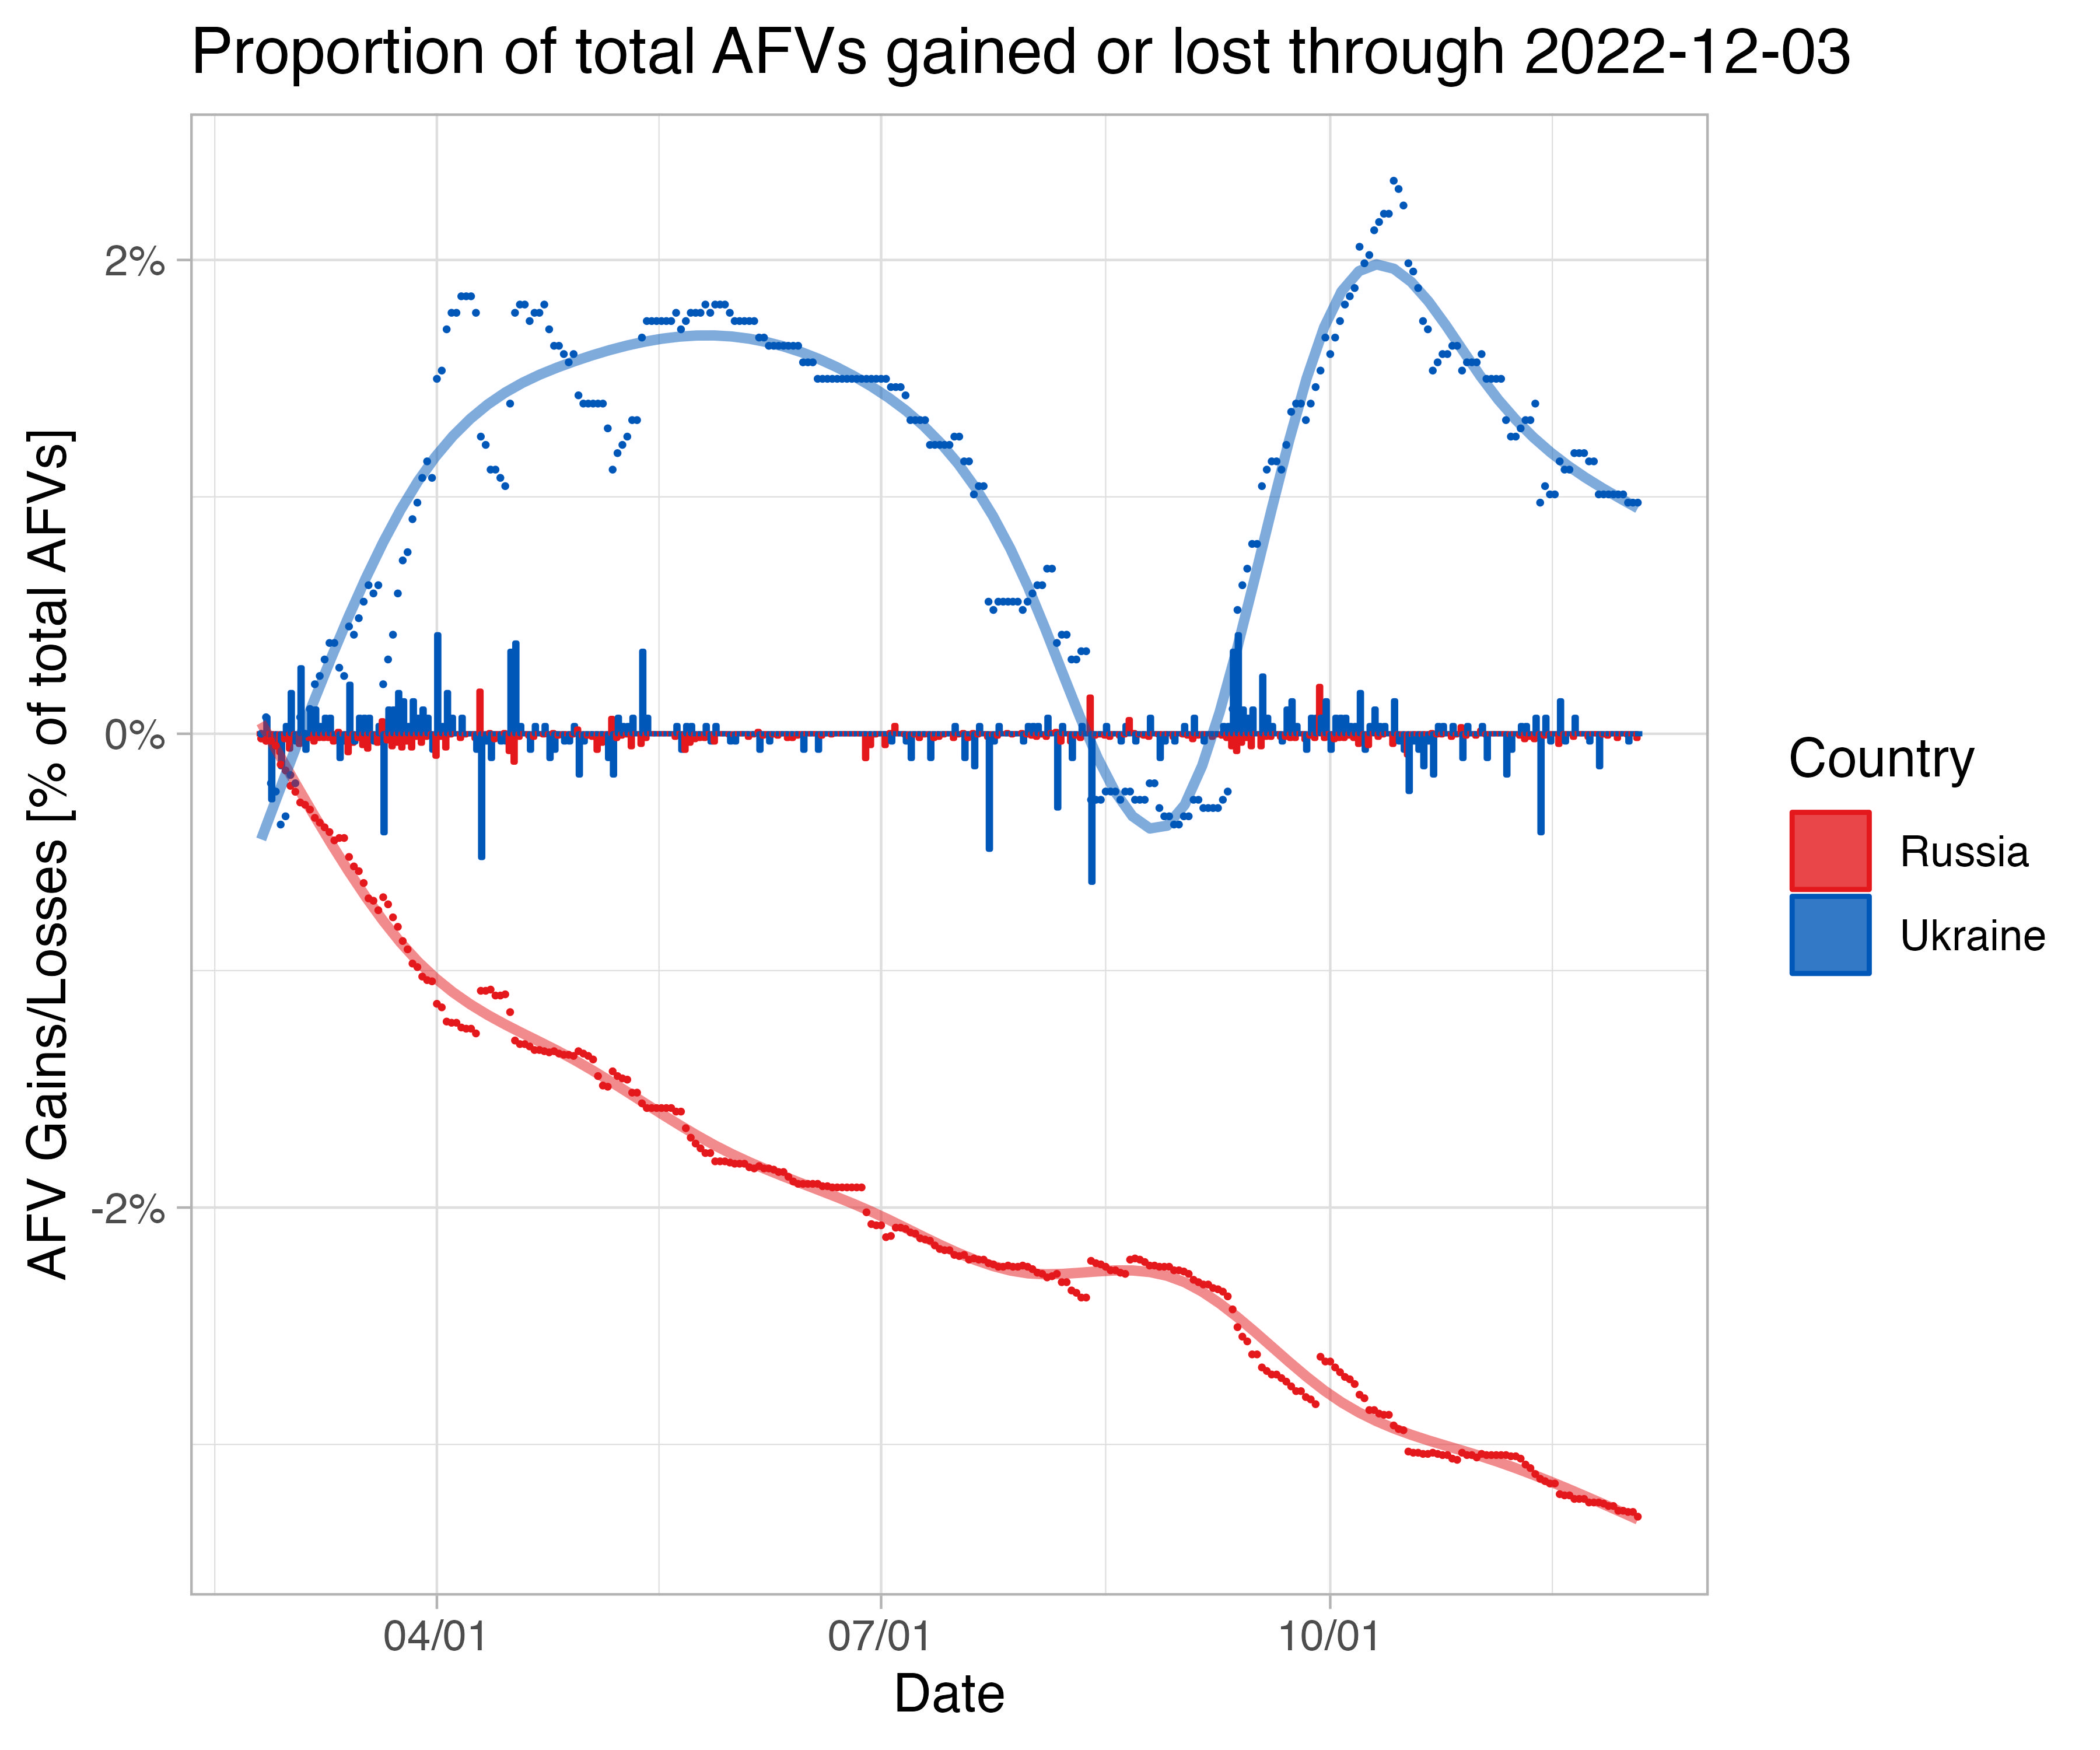 Proportion of total AFVs gained or lost through 2022-12-03
AFV Gains/Losses [% of total AFVs]
2%
0%
-2%
04/01
07/01
10/01
Date
Country
Russia
Ukraine